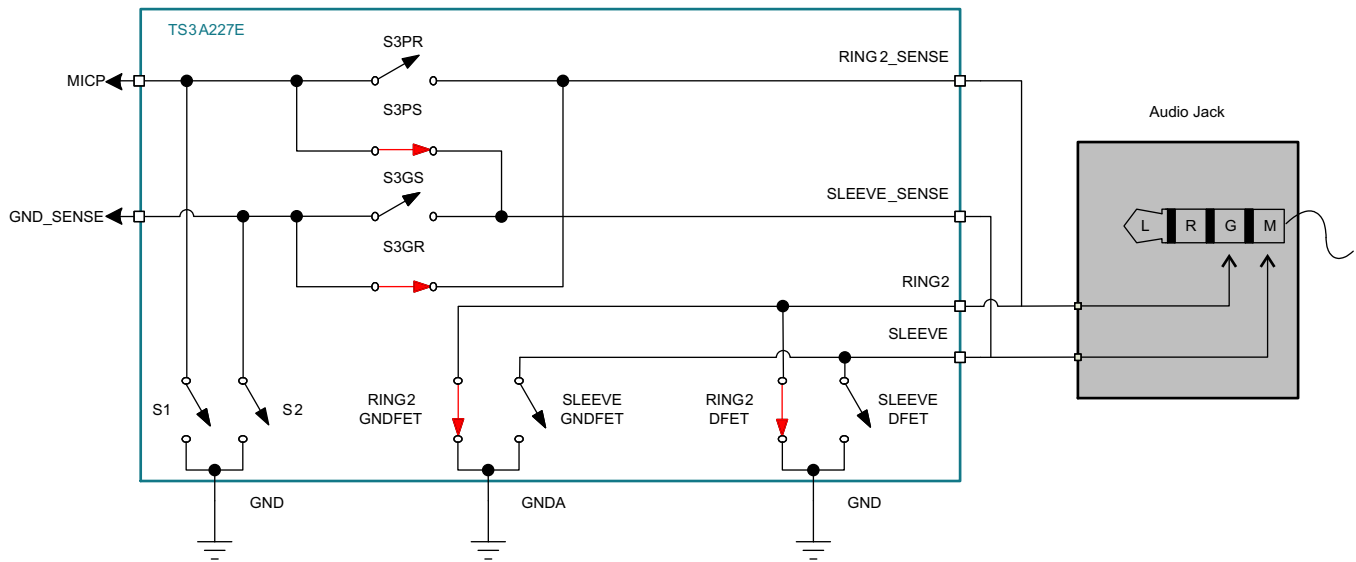 TS3A227E
S3PR
RING2_SENSE
MICP
S3PS
Audio Jack
S3GS
SLEEVE_SENSE
GND_SENSE
L R G M
S3GR
RING2
SLEEVE
S1
S2
RING2
GNDFET
SLEEVE
GNDFET
RING2
DFET
SLEEVE
DFET
GND
GNDA
GND